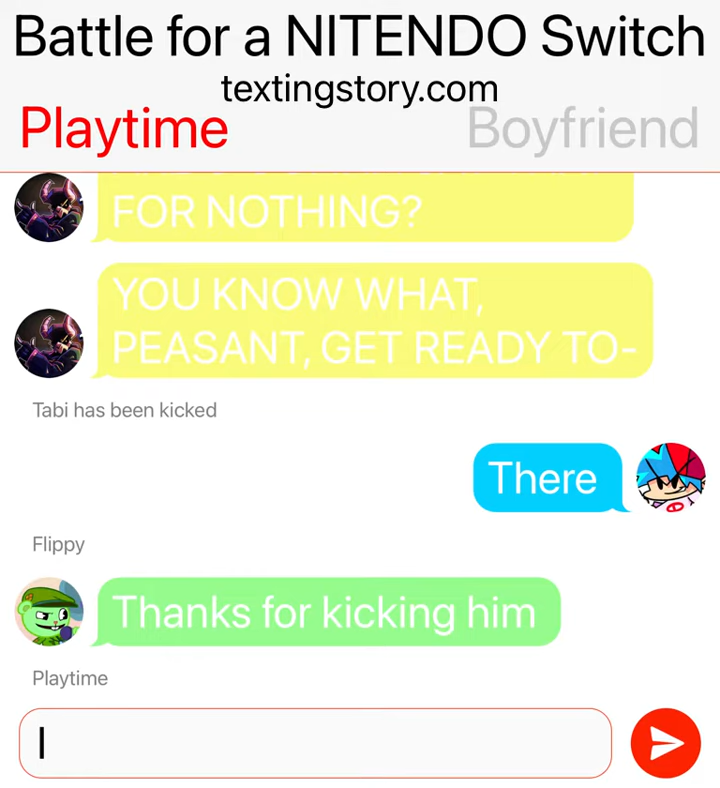 Battle for a NITENDO Switch
textingstory.com
Playtime
Boyfriend
FOR NOTHING?
YOU KNOW WHAT,
PEASANT, GET READY TO-
Tabi has been kicked
There
Flippy
Thanks for kicking him
Playtime